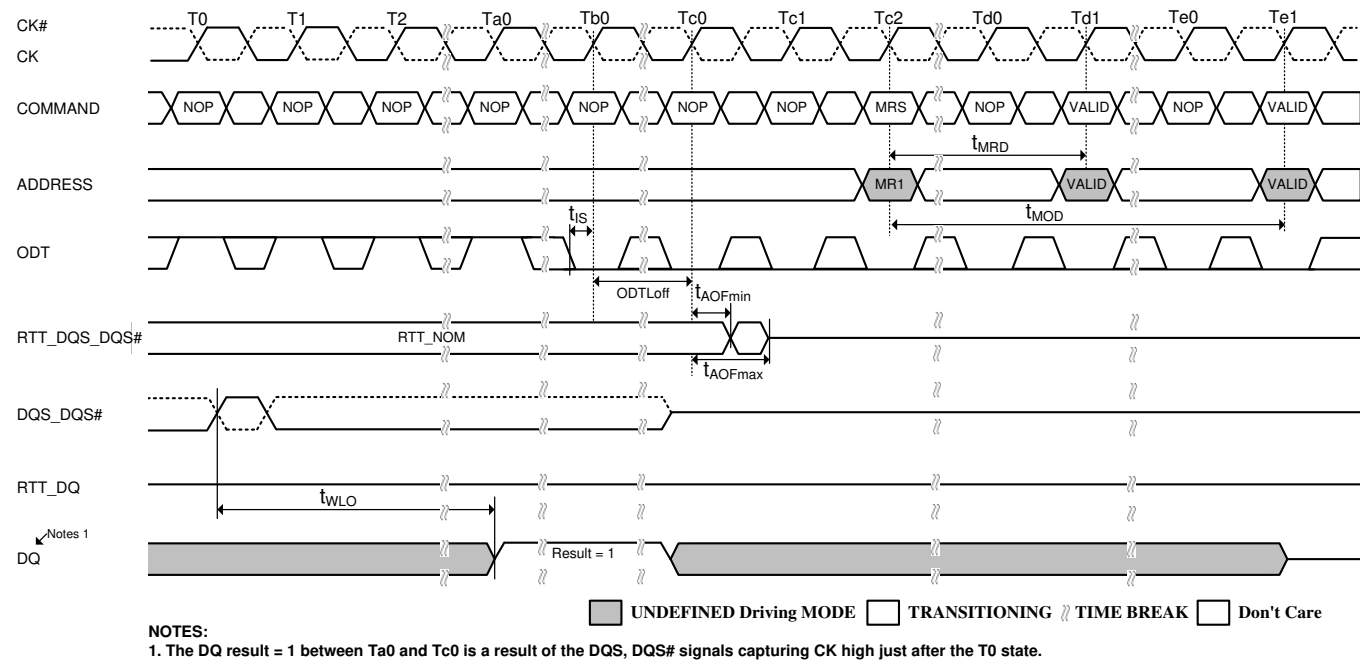 T0 T1 T2 Ta0 Tb0 Tc0 Tc1 Tc2 Td0 Td1 Te0 Te1
CK#
CK
COMMAND NOP NOP NOP NOP NOP NOP NOP MRS NOP VALID NOP VALID
tMRD
ADDRESS MR1 VALID VALID
tIS tMOD
ODT
ODTLoff tAOFmin
RTT_DQS_DQS# RTT_NOM
tAOFmax
DQS_DQS#
RTT_DQ
tWLO
Notes 1
DQ Result = 1
UNDEFINED Driving MODE TRANSITIONING TIME BREAK Don't Care
NOTES:
1. The DQ result = 1 between Ta0 and Tc0 is a result of the DQS, DQS# signals capturing CK high just after the T0 state.